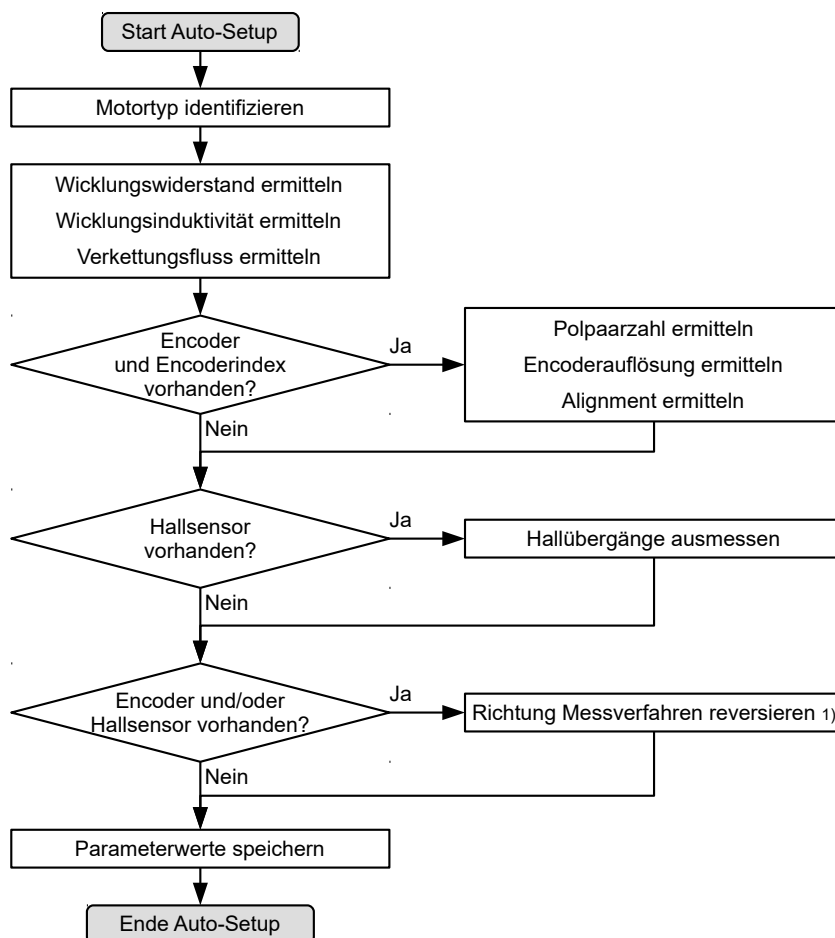 Start Auto-Setup
Motortyp identifizieren
Wicklungswiderstand ermitteln
Wicklungsinduktivität ermitteln
Verkettungsfluss ermitteln
Encoder
und Encoderindex
vorhanden?
Ja
Polpaarzahl ermitteln
Encoderauflösung ermitteln
Alignment ermitteln
Nein
Hallsensor
vorhanden?
Ja
Hallübergänge ausmessen
Nein
Encoder und/oder
Hallsensor vorhanden?
Ja
Richtung Messverfahren reversieren 1)
Nein
Parameterwerte speichern
Ende Auto-Setup